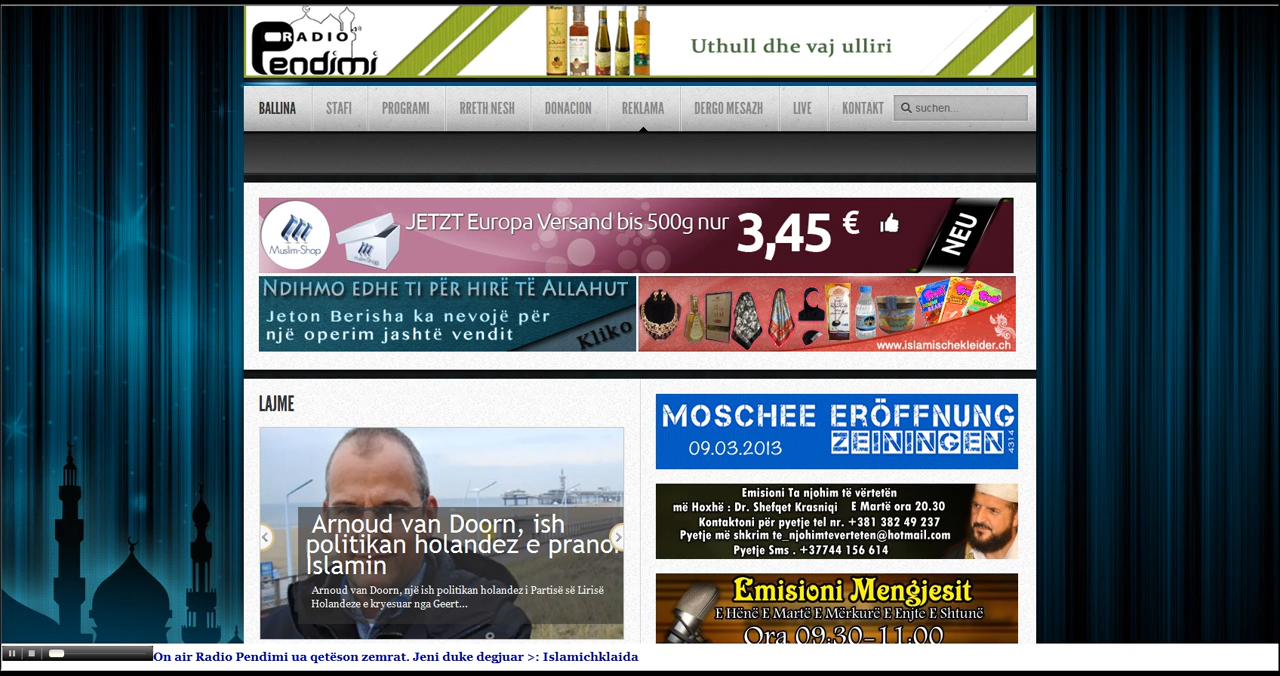 RADIO
Pendimi
Uthull dhe vaj ulliri
BALLINA STAFI PROGRAMI RRETH NESH DONACION REKLAMA DERGO MESAZH LIVE KONTAKT suchen...
Muslim-Shop
JETZT Europa Versand bis 500g nur 3,45 € NEU
NDIHMO EDHE TI PËR HIRË TË ALLAHUT
Jeton Berisha ka nevojë për
një operim jashtë vendit
Kliko
www.islamischekleider.ch
LAJME
Arnoud van Doorn, ish
politikan holandez e pranoi
Islamin
Arnoud van Doorn, një ish politikan holandez i Partisë së Lirisë
Holandeze e kryesuar nga Geert...
MOSCHEE ERÖFFNUNG
09.03.2013 ZEININGEN 4314
Emisioni Ta njohim të vërtetën
më Hoxhë : Dr. Shefqet Krasniqi E Martë ora 20.30
Kontaktoni për pyetje tel nr. +381 382 49 237
Pyetje më shkrim te_njohimteverteten@hotmail.com
Pyetje Sms . +37744 156 614
Emisioni Mengjesit
E Hënë E Martë E Mërkurë E Enjte E Shtunë
Ora 09:30-11:00
On air Radio Pendimi ua qetëson zemrat. Jeni duke degjuar >: Islamichklaida